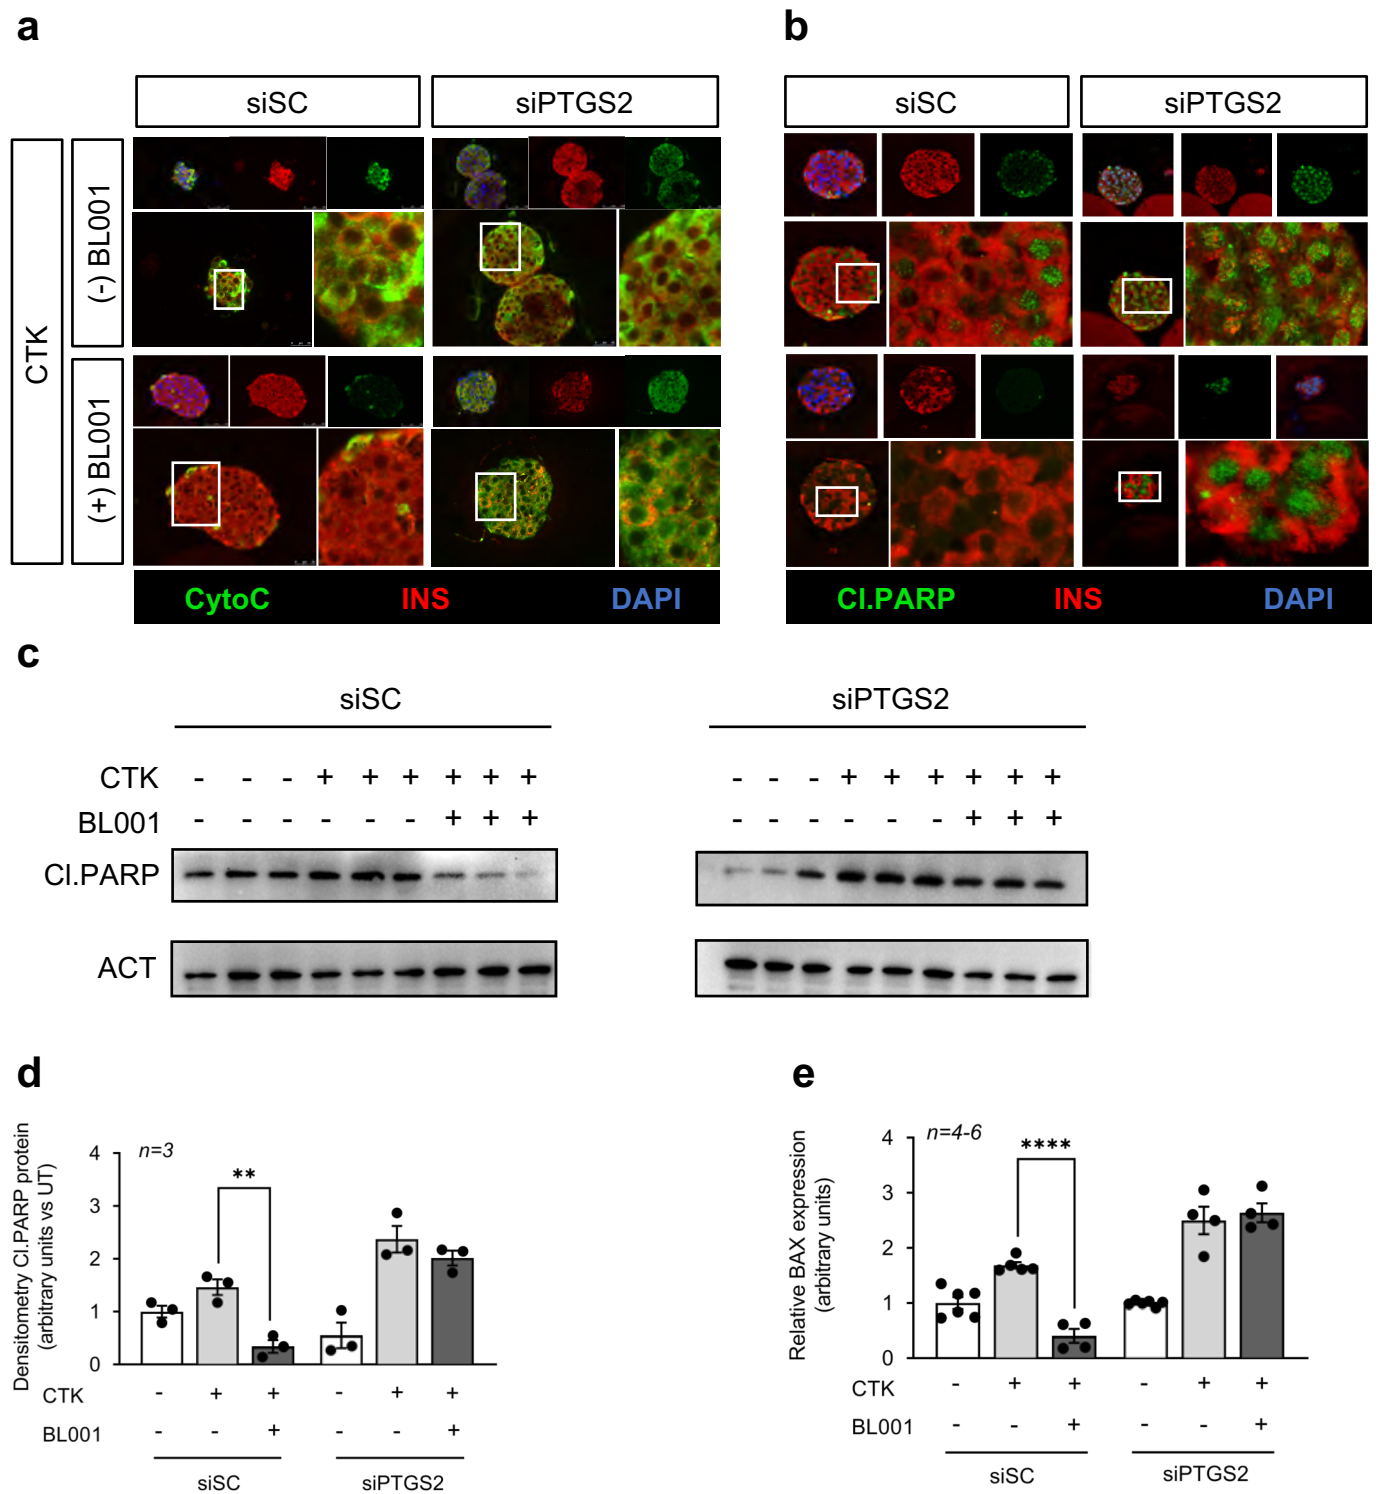 a
b
siSC
siPTGS2
siSC
siPTGS2
CTK
(-) BL001
(+) BL001
CytoC INS DAPI
Cl.PARP INS DAPI
c
siSC
siPTGS2
CTK - - - + + + + + + - - - + + + + + +
BL001 - - - - - - + + + - - - - - - + + +
Cl.PARP
ACT
d
e
Densitometry Cl.PARP protein
(arbitrary units vs UT)
n=3
**
4
3
2
1
0
CTK - + + - + +
BL001 - - + - - +
siSC siPTGS2
Relative BAX expression
(arbitrary units)
n=4-6
****
4
3
2
1
0
CTK - + + - + +
BL001 - - + - - +
siSC siPTGS2